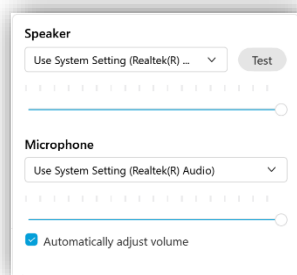 Speaker
Use System Setting (Realtek(R) ...
Test
Microphone
Use System Setting (Realtek(R) Audio)
Automatically adjust volume